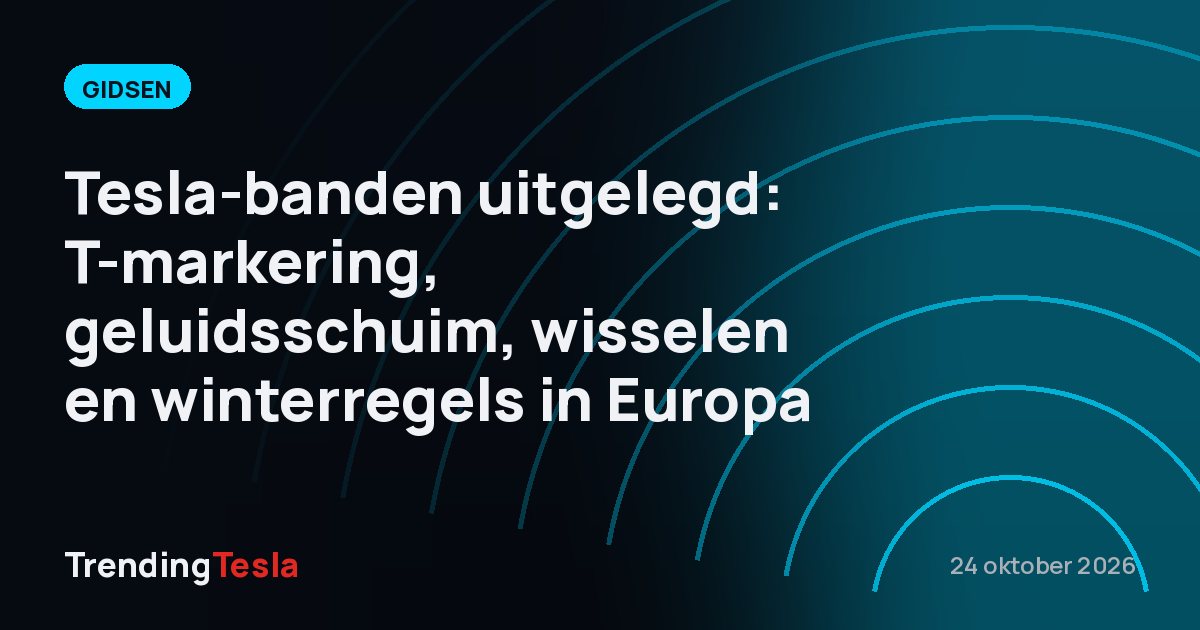 GIDSEN
Tesla-banden uitgelegd:
T-markering,
geluidsschuim, wisselen
en winterregels in Europa
TrendingTesla
24 oktober 2026